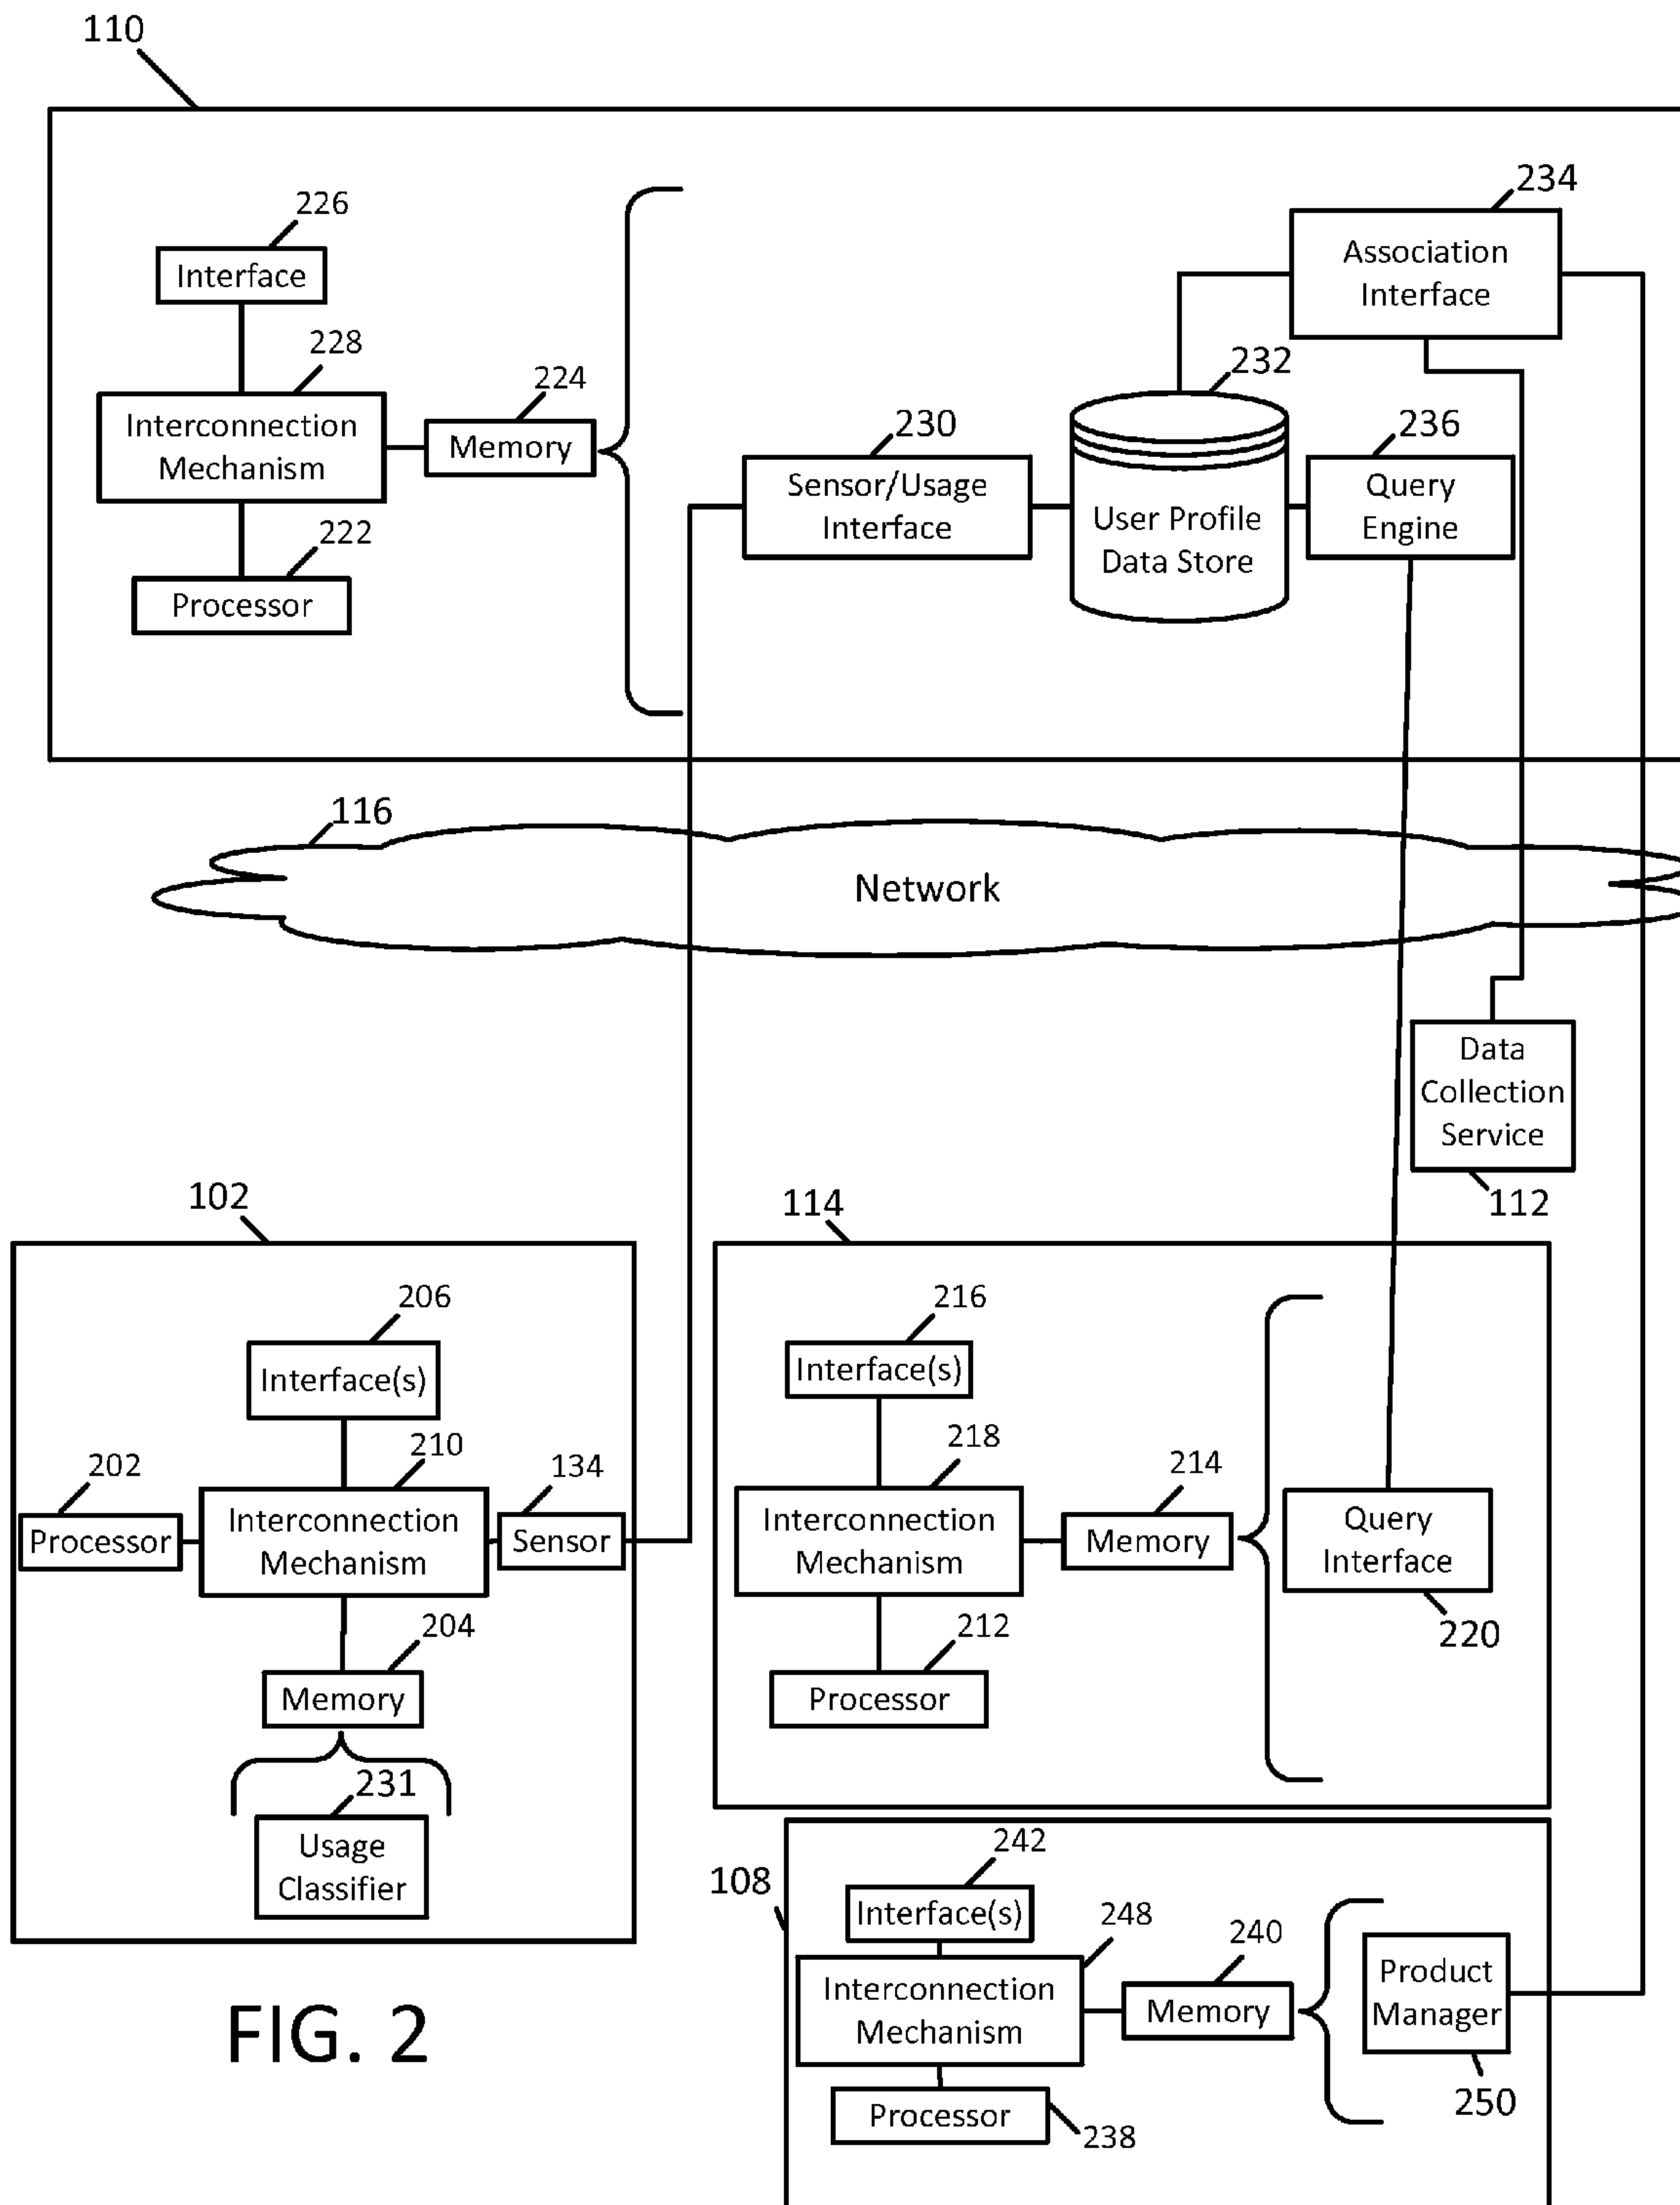 110
226
Interface
228
Interconnection
Mechanism
224
Memory
222
Processor
234
Association
Interface
232
User Profile
Data Store
230
Sensor/Usage
Interface
236
Query
Engine
116
Network
Data
Collection
Service
112
102
206
Interface(s)
210
202
134
Processor
Interconnection
Mechanism
Sensor
204
Memory
231
Usage
Classifier
114
216
Interface(s)
218
Interconnection
Mechanism
214
Memory
212
Processor
Query
Interface
220
108
242
Interface(s)
248
Interconnection
Mechanism
240
Memory
Product
Manager
250
Processor
238
FIG. 2